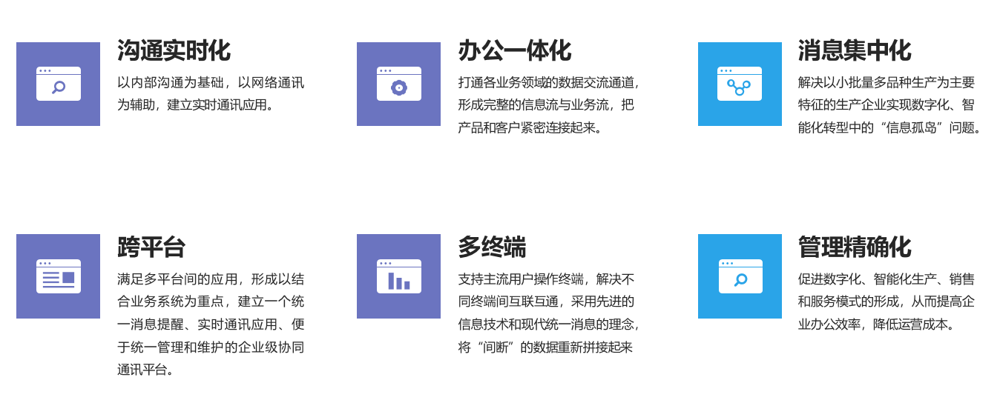 沟通实时化
以内部沟通为基础，以网络通讯
为辅助，建立实时通讯应用。
办公一体化
打通各业务领域的数据交流通道，
形成完整的信息流与业务流，把
产品和客户紧密连接起来。
消息集中化
解决以小批量多品种生产为主要
特征的生产企业实现数字化、智
能化转型中的“信息孤岛”问题。
跨平台
满足多平台间的应用，形成以结
合业务系统为重点，建立一个统
一消息提醒、实时通讯应用、便
于统一管理和维护的企业级协同
通讯平台。
多终端
支持主流用户操作终端，解决不
同终端间互联互通，采用先进的
信息技术和现代统一消息的理念，
将“间断”的数据重新拼接起来
管理精确化
促进数字化、智能化生产、销售
和服务模式的形成，从而提高企
业办公效率，降低运营成本。